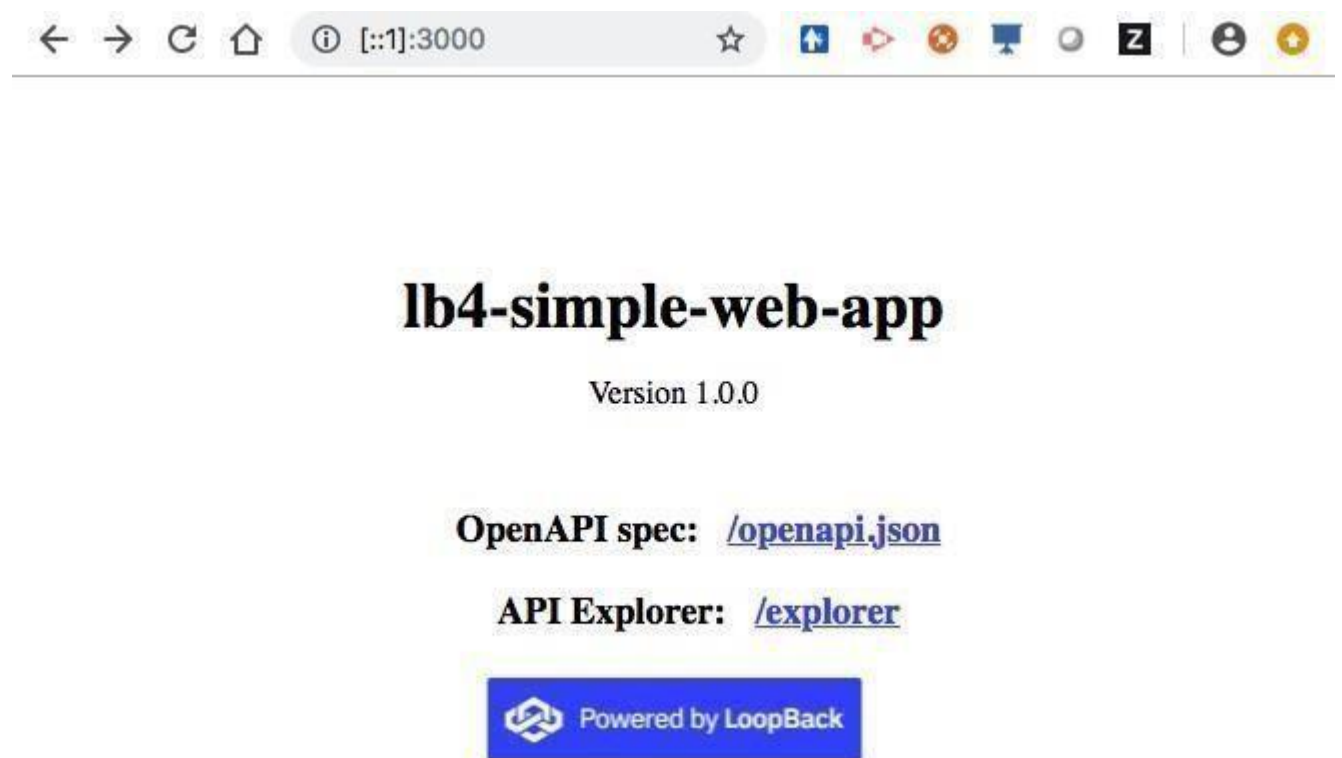 [::1]:3000
Z
lb4-simple-web-app
Version 1.0.0
OpenAPI spec: /openapi.json
API Explorer: /explorer
Powered by LoopBack